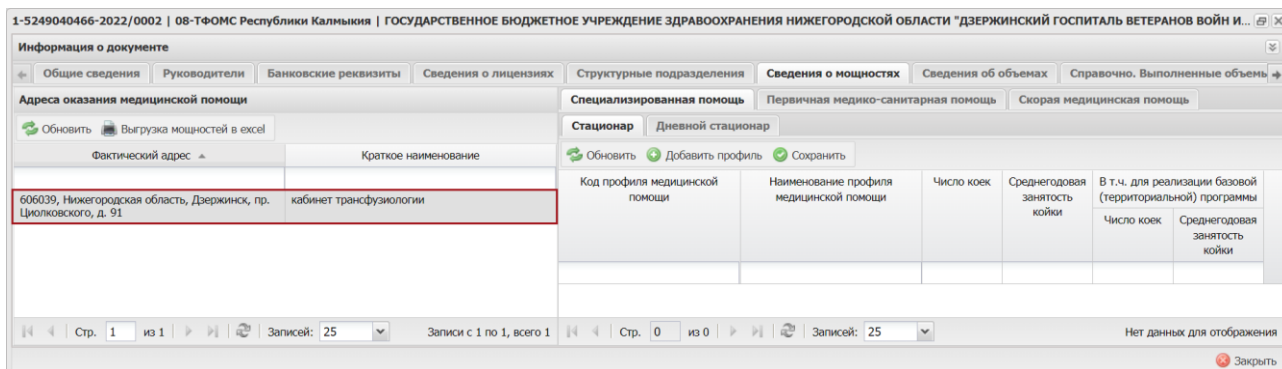 1-5249040466-2022/0002 | 08-ТФОМС Республики Калмыкия | ГОСУДАРСТВЕННОЕ БЮДЖЕТНОЕ УЧРЕЖДЕНИЕ ЗДРАВООХРАНЕНИЯ НИЖЕГОРОДСКОЙ ОБЛАСТИ "ДЗЕРЖИНСКИЙ ГОСПИТАЛЬ ВЕТЕРАНОВ ВОЙН И...
Информация о документе
Общие сведения Руководители Банковские реквизиты Сведения о лицензиях Структурные подразделения Сведения о мощностях Сведения об объемах Справочно. Выполненные объемь
Адреса оказания медицинской помощи
Обновить Выгрузка мощностей в excel
Фактический адрес Краткое наименование
606039, Нижегородская область, Дзержинск, пр. кабинет трансфузиологии
Циолковского, д. 91
Стр. 1 из 1 Записей: 25 Записи с 1 по 1, всего 1
Специализированная помощь Первичная медико-санитарная помощь Скорая медицинская помощь
Стационар Дневной стационар
Обновить Добавить профиль Сохранить
Код профиля медицинской помощи
Наименование профиля медицинской помощи
Число коек
Среднегодовая занятость койки
В т.ч. для реализации базовой (территориальной) программы
Число коек
Среднегодовая занятость койки
Стр. 0 из 0 Записей: 25 Нет данных для отображения
Закрыть